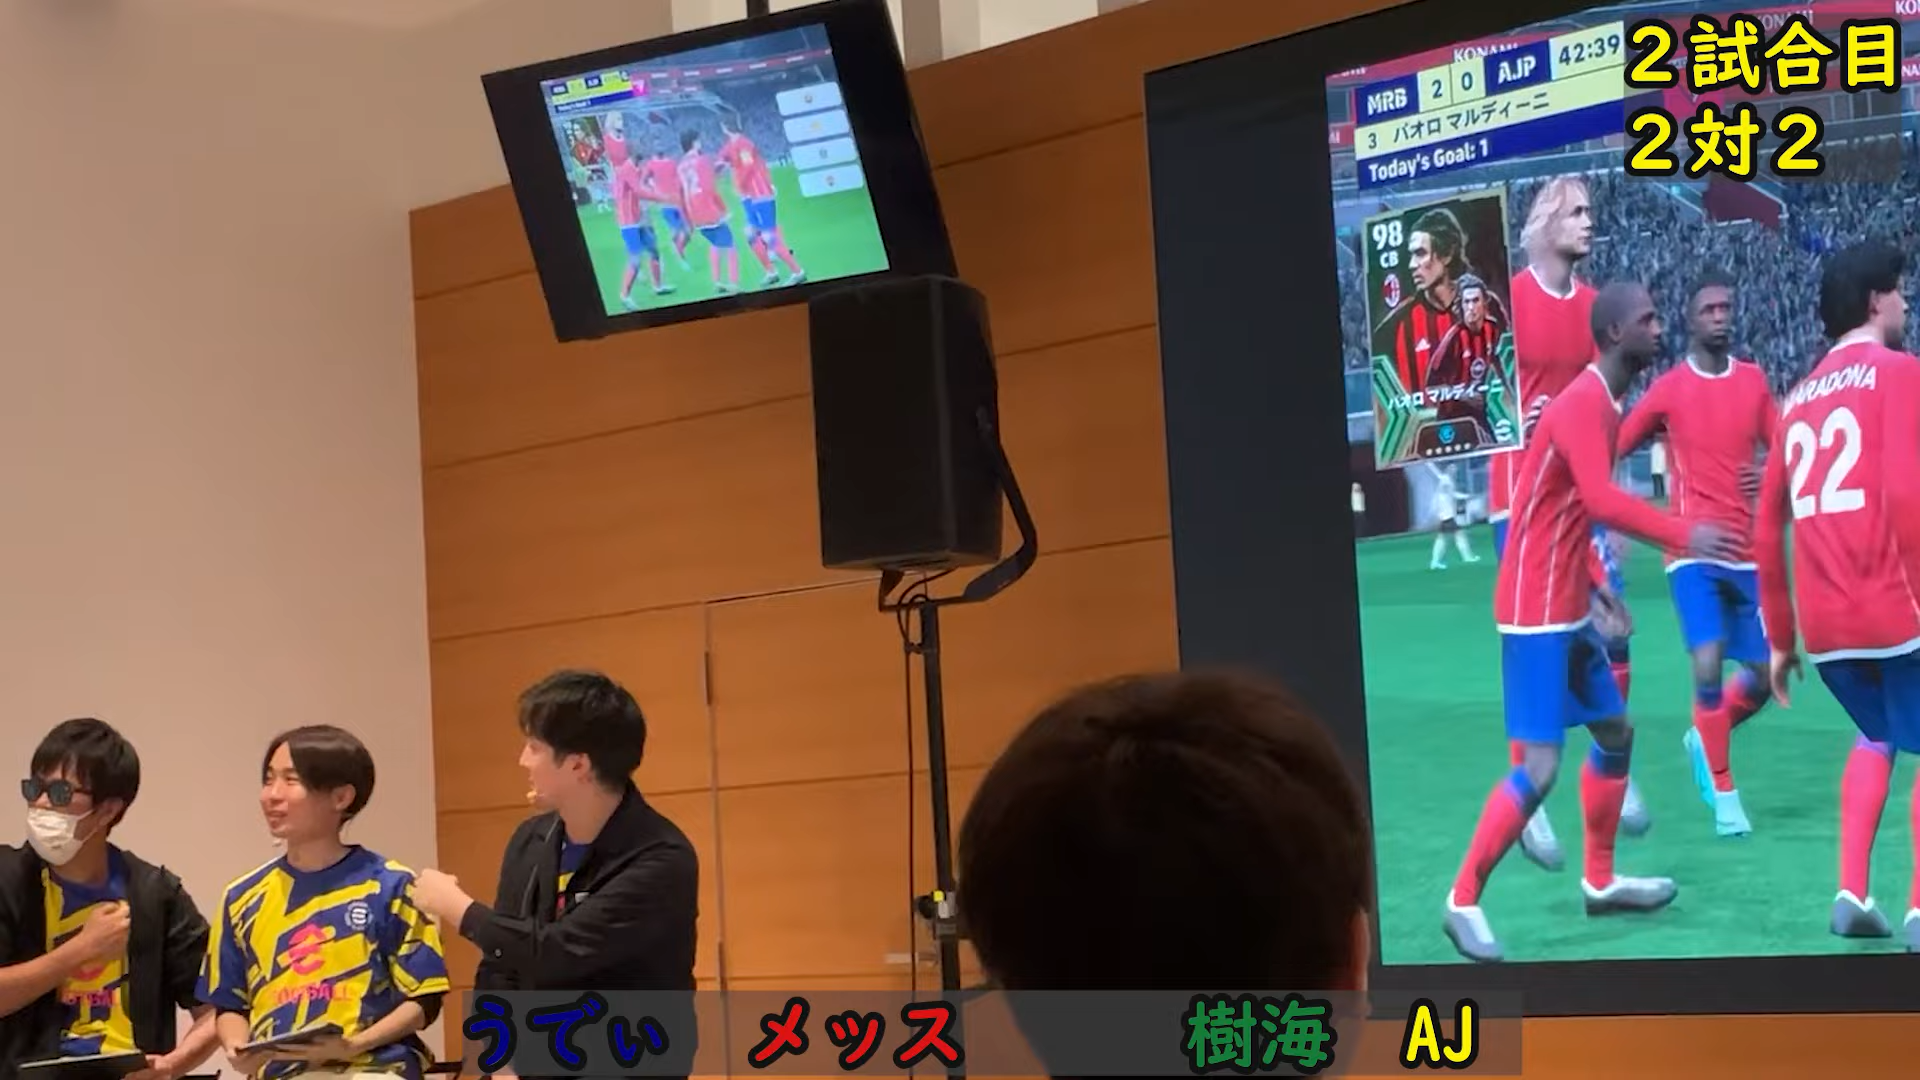 ２試合目
２対２
KONAMI
MRB 2 0 AJP 42:39
3 パオロ マルディーニ
Today's Goal: 1
98
CB
パオロ マルディーニ
MARADONA
22
うでぃ メッス 樹海 AJ